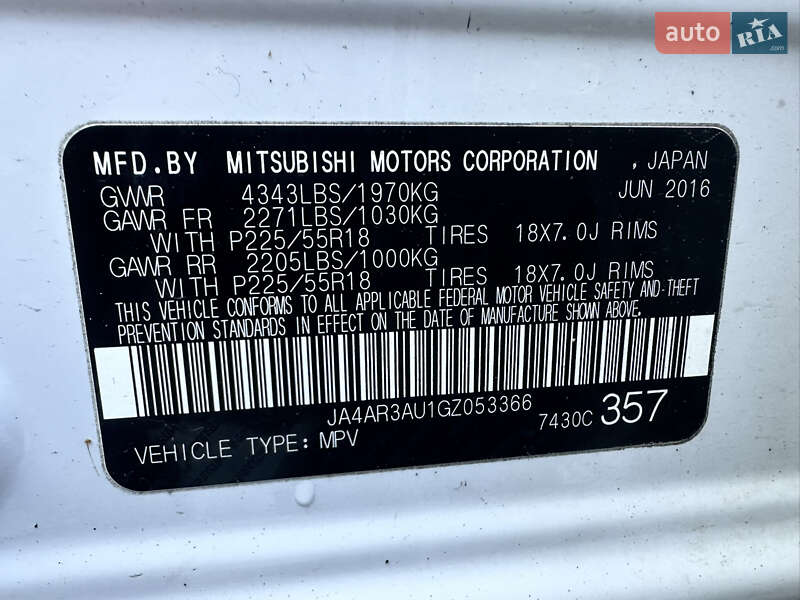 auto RIA
MFD.BY MITSUBISHI MOTORS CORPORATION , JAPAN
GVWR 4343LBS/1970KG JUN 2016
GAWR FR 2271LBS/1030KG
WITH P225/55R18 TIRES 18X7.0J RIMS
GAWR RR 2205LBS/1000KG
WITH P225/55R18 TIRES 18X7.0J RIMS
THIS VEHICLE CONFORMS TO ALL APPLICABLE FEDERAL MOTOR VEHICLE SAFETY AND THEFT
PREVENTION STANDARDS IN EFFECT ON THE DATE OF MANUFACTURE SHOWN ABOVE.
JA4AR3AU1GZ053366 7430C 357
VEHICLE TYPE: MPV